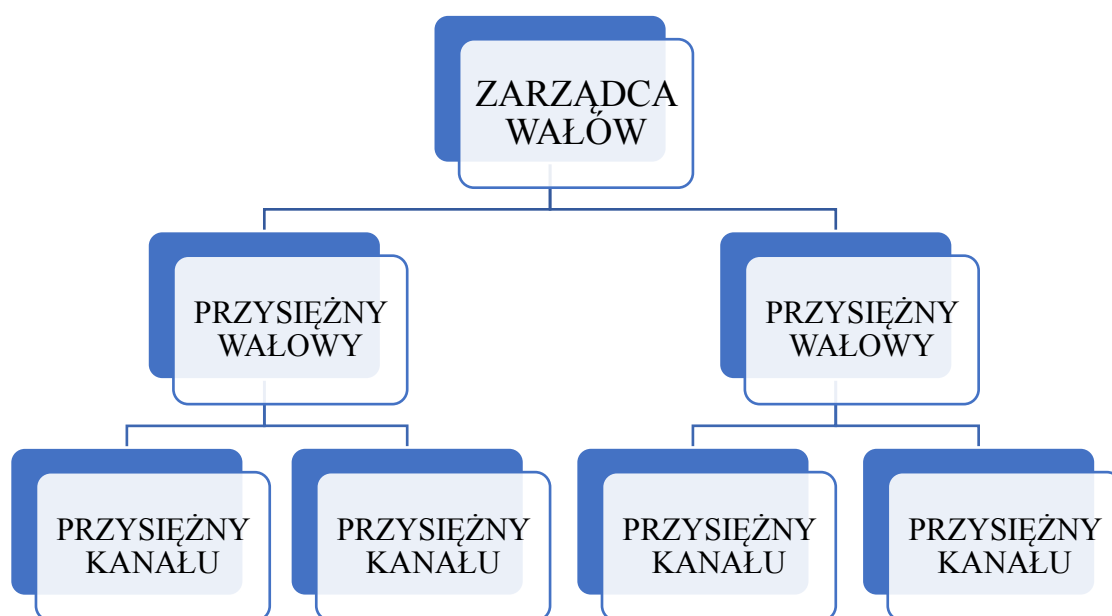 ZARZĄDCA
WAŁÓW
PRZYSIĘŻNY
WAŁOWY
PRZYSIĘŻNY
WAŁOWY
PRZYSIĘŻNY
KANAŁU
PRZYSIĘŻNY
KANAŁU
PRZYSIĘŻNY
KANAŁU
PRZYSIĘŻNY
KANAŁU